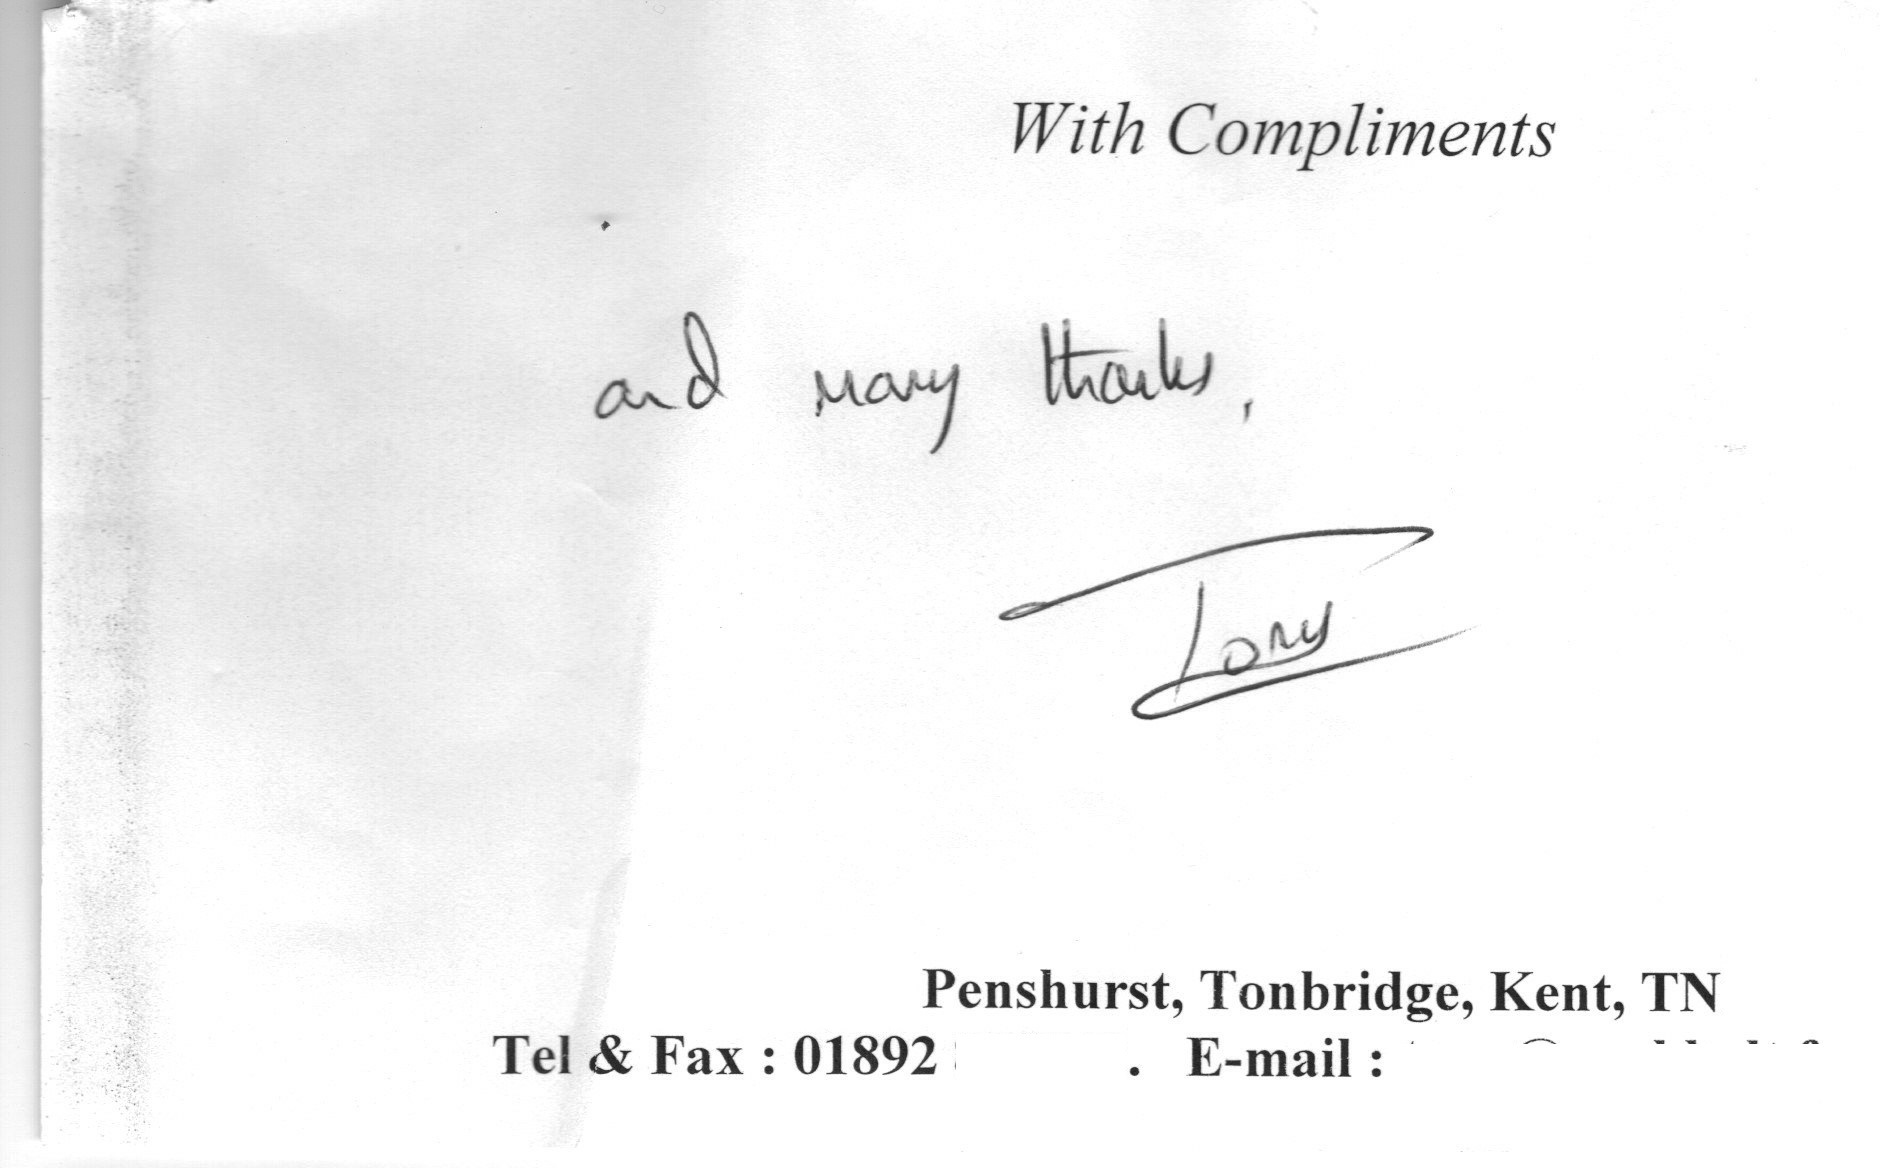 With Compliments
and many thanks,
Tony
Penshurst, Tonbridge, Kent, TN
Tel & Fax : 01892 . E-mail :